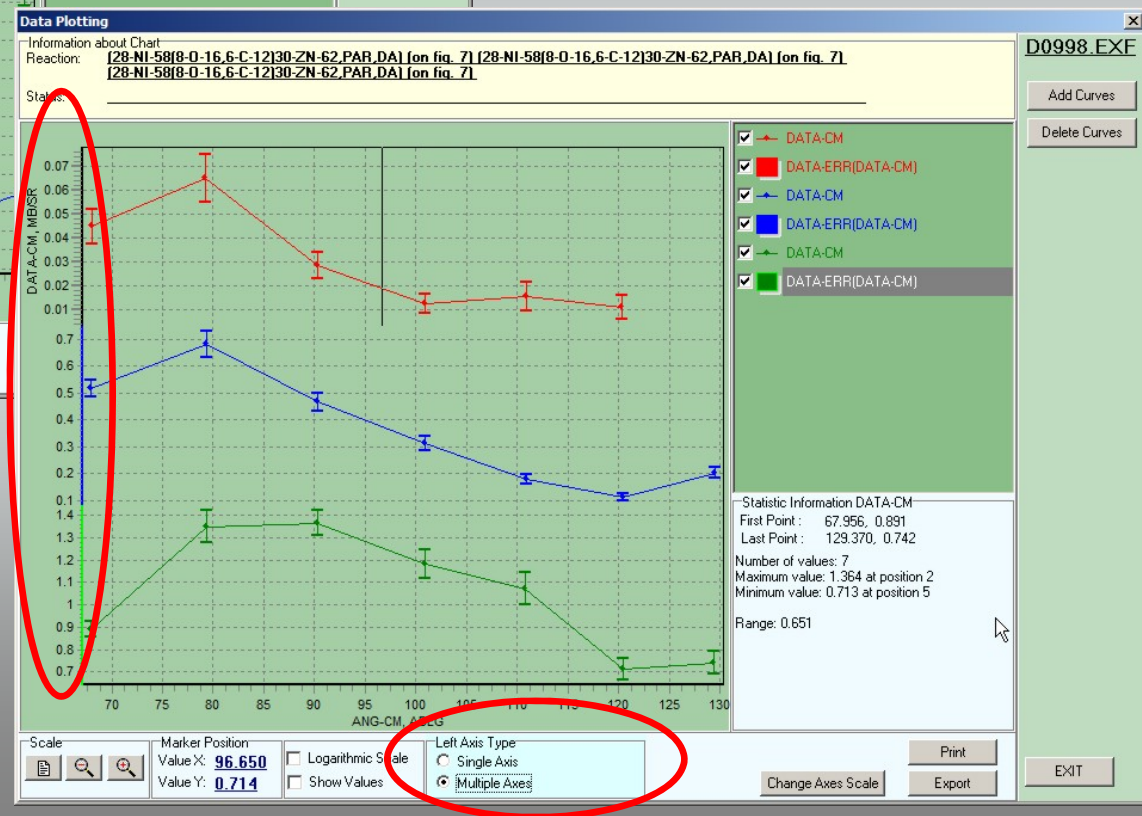 Data Plotting
Information about Chart
Reaction: (28-NI-58(8-O-16,6-C-12)30-ZN-62,PAR,DA) (on fig. 7) (28-NI-58(8-O-16,6-C-12)30-ZN-62,PAR,DA) (on fig. 7)
(28-NI-58(8-O-16,6-C-12)30-ZN-62,PAR,DA) (on fig. 7)
Status:
D0998.EXF
Add Curves
Delete Curves
DATA-CM, MB/SR
0.07
0.06
0.05
0.04
0.03
0.02
0.01
0.7
0.6
0.5
0.4
0.3
0.2
0.1
1.4
1.3
1.2
1.1
1
0.9
0.8
0.7
70 75 80 85 90 95 100 105 110 115 120 125 130
ANG-CM, ADEG
DATA-CM
DATA-ERR(DATA-CM)
DATA-CM
DATA-ERR(DATA-CM)
DATA-CM
DATA-ERR(DATA-CM)
Statistic Information DATA-CM
First Point : 67.956, 0.891
Last Point : 129.370, 0.742
Number of values: 7
Maximum value: 1.364 at position 2
Minimum value: 0.713 at position 5
Range: 0.651
Scale
Marker Position
Value X: 96.650
Value Y: 0.714
Logarithmic Scale
Show Values
Left Axis Type
Single Axis
Multiple Axes
Change Axes Scale
Print
Export
EXIT